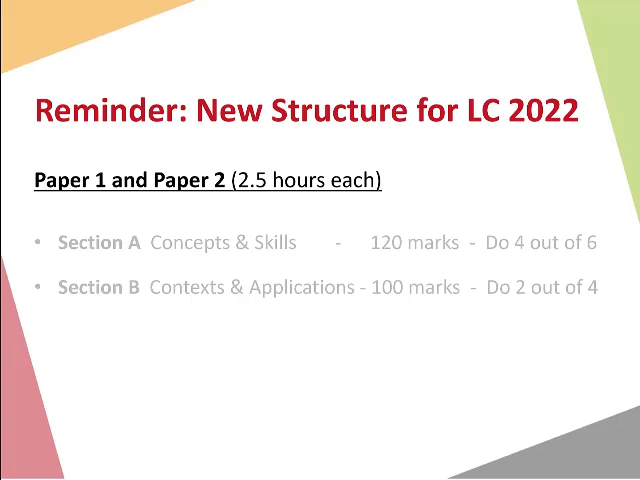 Reminder: New Structure for LC 2022
Paper 1 and Paper 2 (2.5 hours each)
• Section A Concepts & Skills - 120 marks - Do 4 out of 6
• Section B Contexts & Applications - 100 marks - Do 2 out of 4